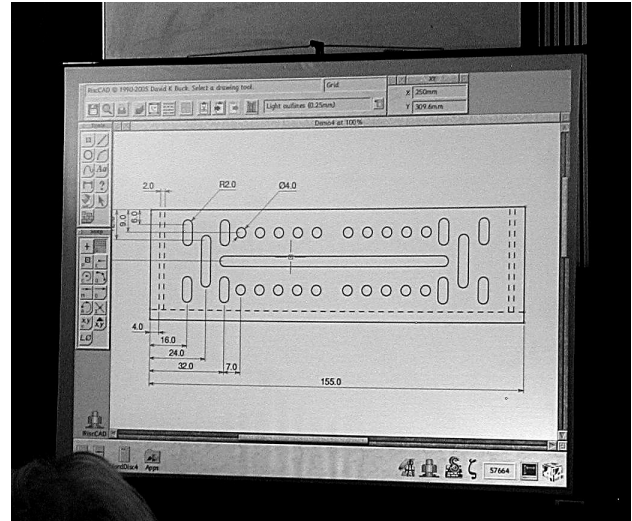 RiscCAD © 1990-2005 David K Buck. Select a drawing tool.
Grid
XY
X 250mm
Y 309.6mm
Light outlines (0.25mm)
Demo4 at 100%
Aa
?
2.0
R2.0
Ø4.0
9.0
6.0
4.0
16.0
24.0
32.0
7.0
155.0
RiscCAD
HardDisc4
Apps
57664